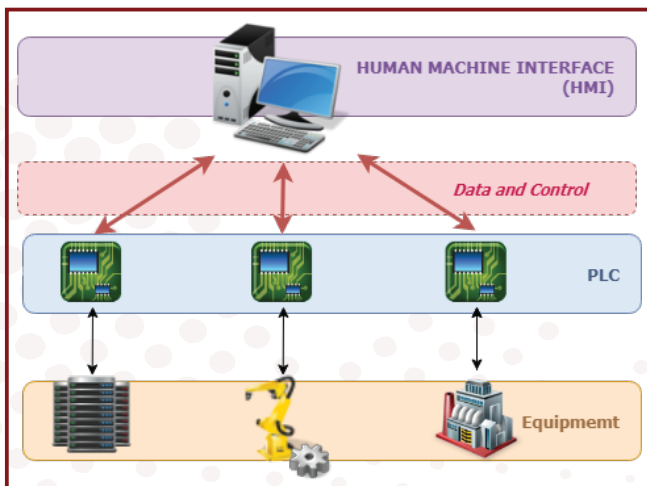 HUMAN MACHINE INTERFACE
(HMI)
Data and Control
PLC
Equipmemt